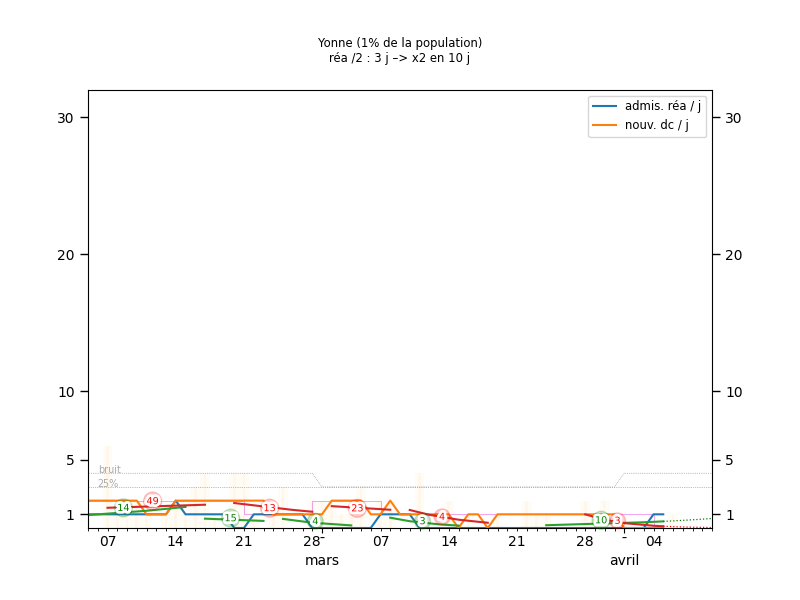 Yonne (1% de la population)
réa /2 : 3 j –> x2 en 10 j
admis. réa / j
nouv. dc / j
30 30
20 20
10 10
5 5
1 1
bruit
25%
14 49 15 13 4 23 3 4 10 3
07 14 21 28 07 14 21 28 04
mars avril